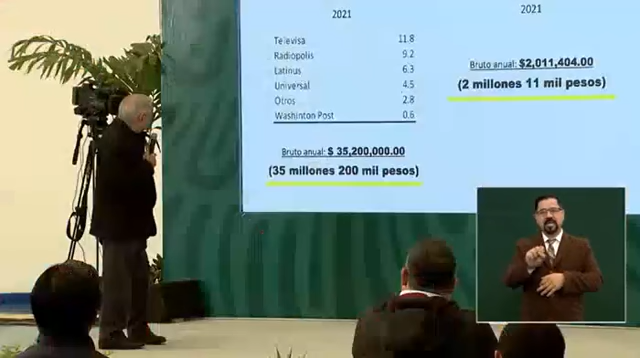 2021
Televisa 11.8
Radiopolis 9.2
Latinus 6.3
Universal 4.5
Otros 2.8
Washinton Post 0.6
Bruto anual: $ 35,200,000.00
(35 millones 200 mil pesos)
2021
Bruto anual: $2,011,404.00
(2 millones 11 mil pesos)